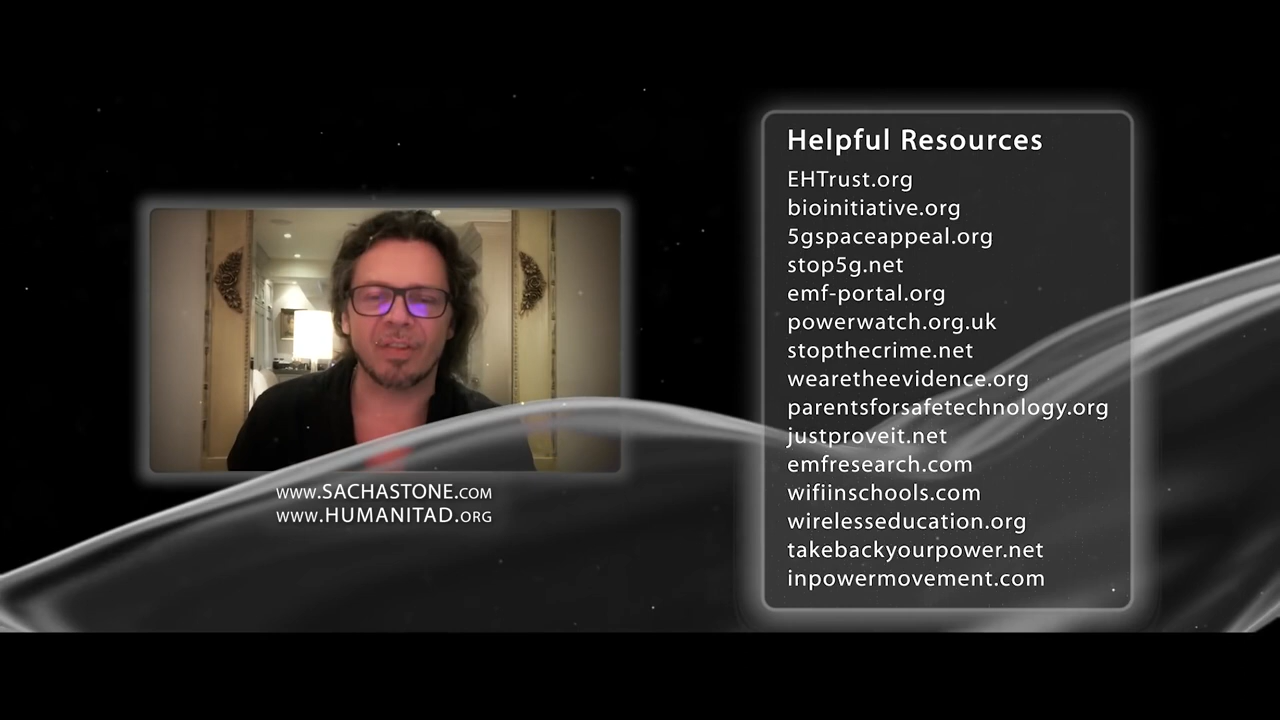 www.SACHASTONE.com
www.HUMANITAD.org
Helpful Resources
EHTrust.org
bioinitiative.org
5gspaceappeal.org
stop5g.net
emf-portal.org
powerwatch.org.uk
stopthecrime.net
wearetheevidence.org
parentsforsafetechnology.org
justproveit.net
emfresearch.com
wifiinschools.com
wirelesseducation.org
takebackyourpower.net
inpowermovement.com